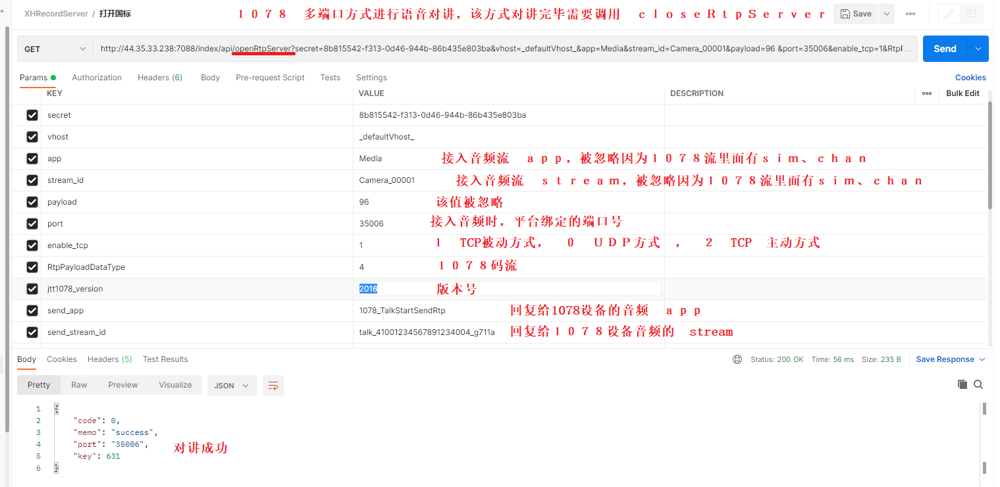 XHRecordServer / 打开国标 1078 多端口方式进行语音对讲，该方式对讲完毕需要调用 closeRtpServer Save
GET http://44.35.33.238:7088/index/api/openRtpServer?secret=8b815542-f313-0d46-944b-86b435e803ba&vhost=_defaultVhost_&app=Media&stream_id=Camera_00001&payload=96 &port=35006&enable_tcp=1&RtpF... Send
Params Authorization Headers (6) Body Pre-request Script Tests Settings Cookies
KEY VALUE DESCRIPTION Bulk Edit
secret 8b815542-f313-0d46-944b-86b435e803ba
vhost _defaultVhost_
app Media 接入音频流 app，被忽略因为1078流里面有sim、chan
stream_id Camera_00001 接入音频流 stream，被忽略因为1078流里面有sim、chan
payload 96 该值被忽略
port 35006 接入音频时，平台绑定的端口号
enable_tcp 1 1 TCP被动方式， 0 UDP方式 ， 2 TCP 主动方式
RtpPayloadDataType 4 1078码流
jtt1078_version 2016 版本号
send_app 1078_TalkStartSendRtp 回复给1078设备的音频 app
send_stream_id talk_41001234567891234004_g711a 回复给1078设备音频的 stream
Body Cookies Headers (5) Test Results Status: 200 OK Time: 56 ms Size: 235 B Save Response
Pretty Raw Preview Visualize JSON
1 {
2 "code": 0,
3 "memo": "success",
4 "port": "35006", 对讲成功
5 "key": 631
6 }